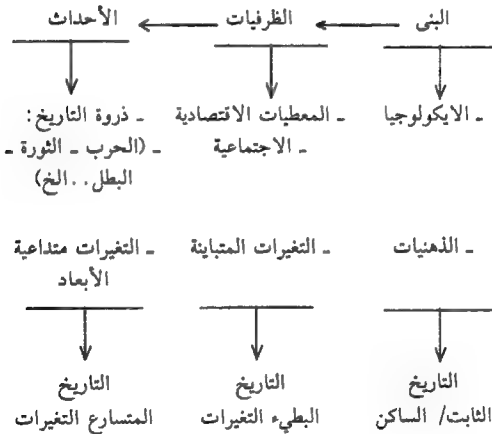 البنى الظرفيات الأحداث
ـ الايكولوجيا ـ المعطيات الاقتصادية ـ ذروة التاريخ:
ـ الاجتماعية ـ (الحرب ـ الثورة ـ
البطل..الخ)
ـ الذهنيات ـ التغيرات المتباينة ـ التغيرات متداعية
الأبعاد
التاريخ التاريخ التاريخ
الثابت/ الساكن البطيء التغيرات المتسارع التغيرات